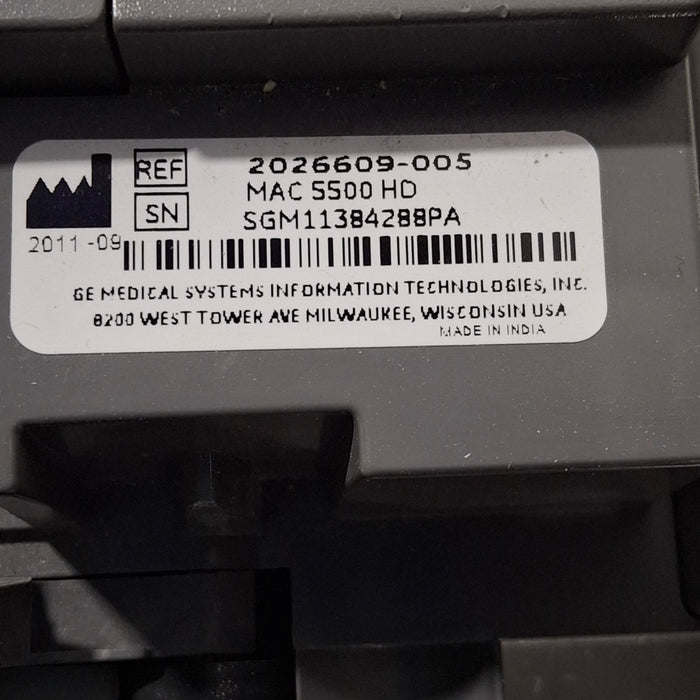 REF 2026609-005
MAC 5500 HD
SN SGM11384288PA
2011-09
GE MEDICAL SYSTEMS INFORMATION TECHNOLOGIES, INC.
8200 WEST TOWER AVE MILWAUKEE, WISCONSIN USA
MADE IN INDIA